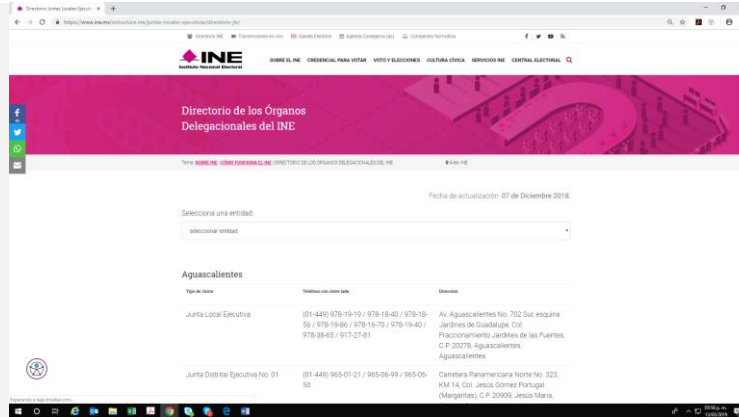 Directorio Juntas Locales Ejecuti
https://www.ine.mx/estructura-ine/juntas-locales-ejecutivas/directorio-jle/
Directorio INE
Transmisiones en vivo
Gaceta Electoral
Agenda Consejeros (as)
Compendio Normativo
INE
Instituto Nacional Electoral
SOBRE EL INE CREDENCIAL PARA VOTAR VOTO Y ELECCIONES CULTURA CÍVICA SERVICIOS INE CENTRAL ELECTORAL
Directorio de los Órganos
Delegacionales del INE
Tema: SOBRE INE / CÓMO FUNCIONA EL INE / DIRECTORIO DE LOS ÓRGANOS DELEGACIONALES DEL INE
Área: INE
Fecha de actualización: 07 de Diciembre 2018.
Selecciona una entidad:
seleccionar entidad
Aguascalientes
Tipo de Junta
Teléfono con clave lada
Dirección
Junta Local Ejecutiva
(01-449) 978-19-19 / 978-18-40 / 978-18-
56 / 978-19-86 / 978-16-70 / 978-19-40 /
978-38-65 / 917-27-81
Av. Aguascalientes No. 702 Sur, esquina
Jardines de Guadalupe, Col.
Fraccionamiento Jardines de las Fuentes,
C.P. 20278, Aguascalientes,
Aguascalientes.
Junta Distrital Ejecutiva No. 01
(01-449) 965-01-21 / 965-06-99 / 965-06-
50
Carretera Panamericana Norte No. 323,
KM 14, Col. Jesús Gómez Portugal
(Margaritas), C.P. 20909, Jesús María,